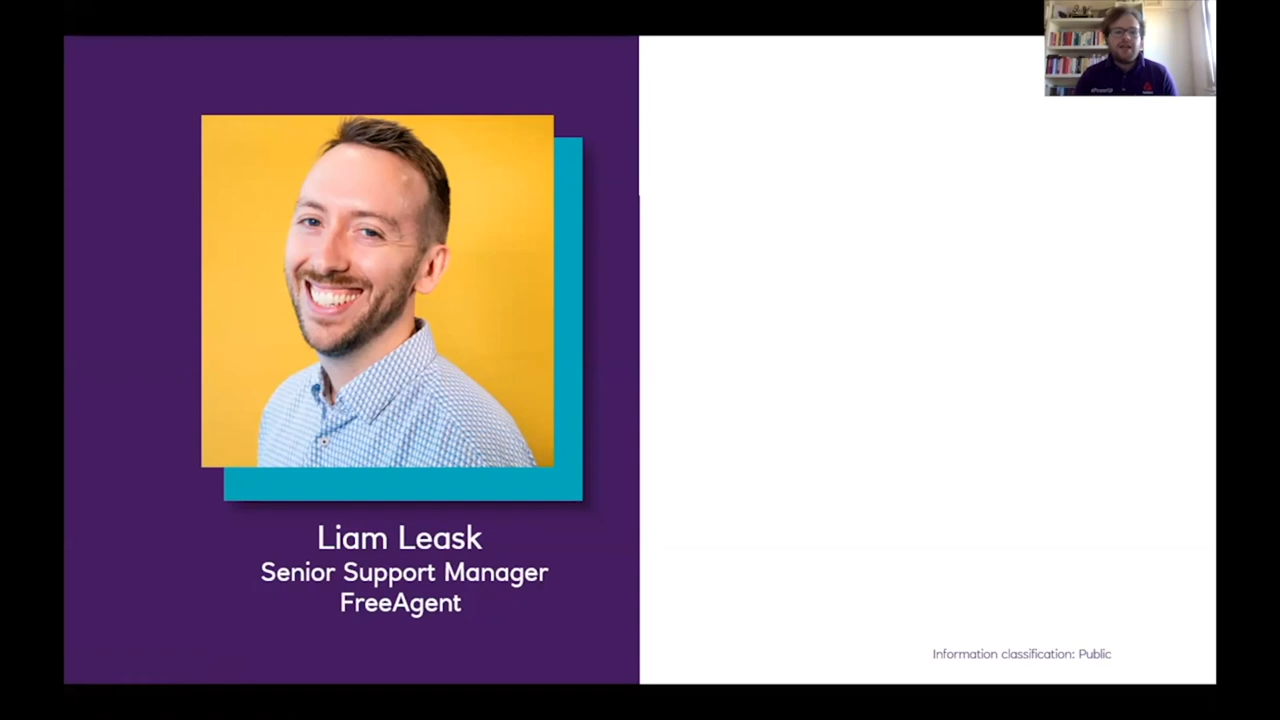 Liam Leask
Senior Support Manager
FreeAgent
Information classification: Public